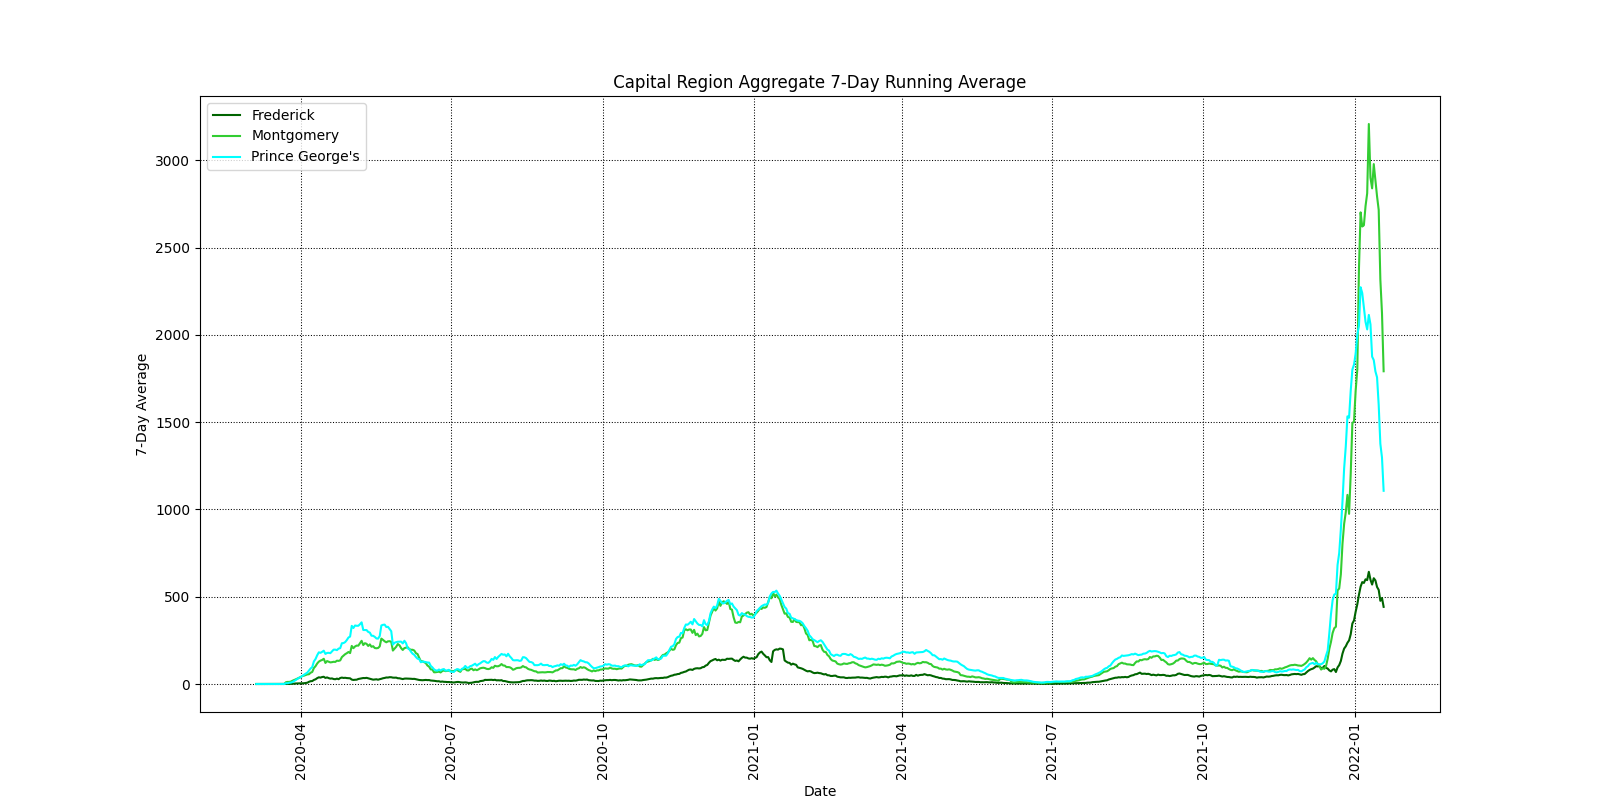 Capital Region Aggregate 7-Day Running Average
Frederick
Montgomery
Prince George's
3000
2500
2000
1500
1000
500
0
7-Day Average
2020-04
2020-07
2020-10
2021-01
2021-04
2021-07
2021-10
2022-01
Date